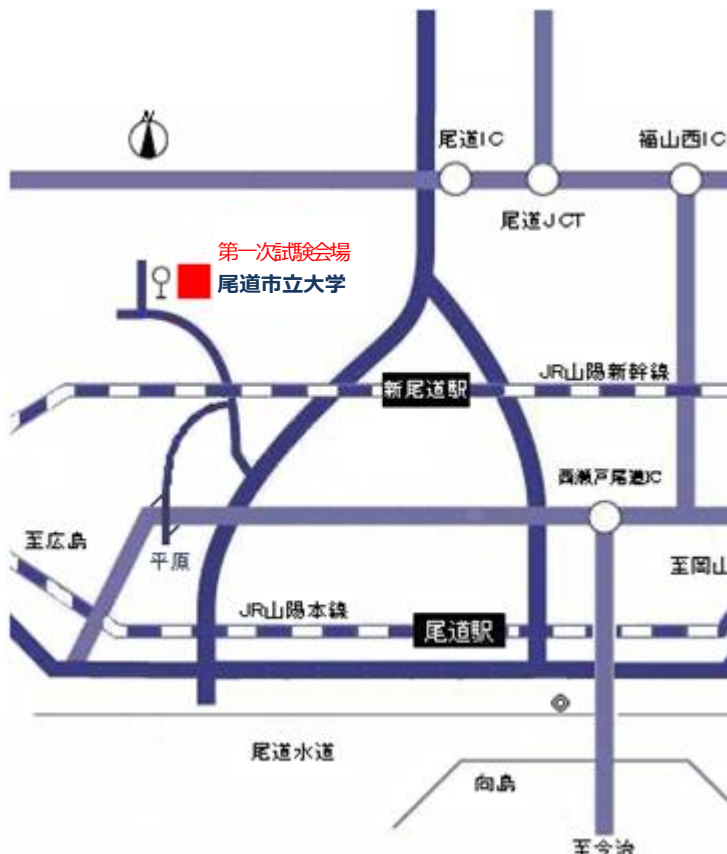 N
尾道IC
福山西IC
尾道JCT
第一次試験会場
尾道市立大学
JR山陽新幹線
新尾道駅
西瀬戸尾道IC
至広島
平原
至岡山
JR山陽本線
尾道駅
尾道水道
向島
至今治